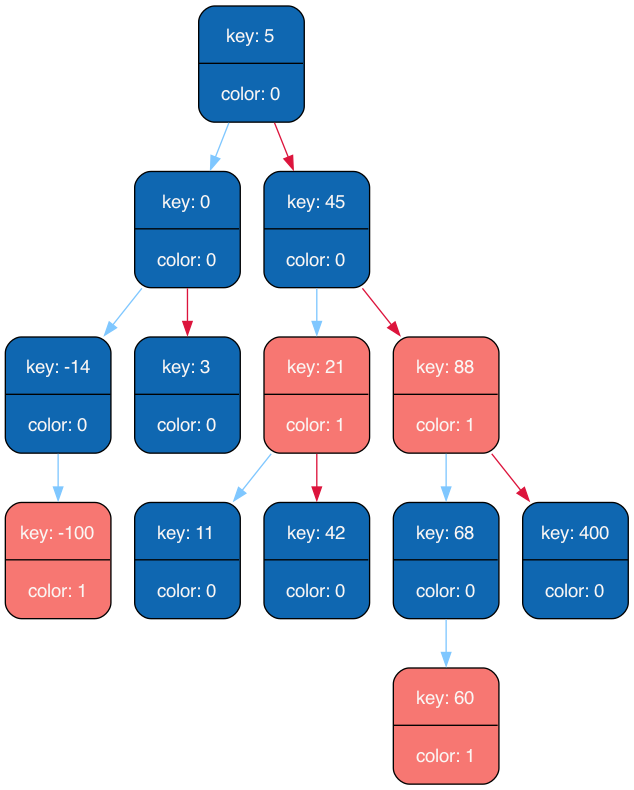 key: 5
color: 0
key: 0
color: 0
key: 45
color: 0
key: -14
color: 0
key: 3
color: 0
key: 21
color: 1
key: 88
color: 1
key: -100
color: 1
key: 11
color: 0
key: 42
color: 0
key: 68
color: 0
key: 400
color: 0
key: 60
color: 1